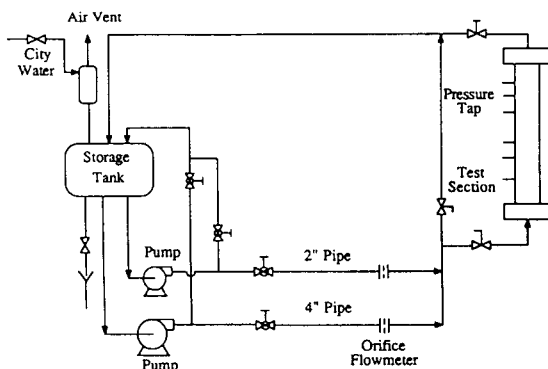 Air Vent
City
Water
Pressure
Tap
Storage
Tank
Test
Section
Pump
2" Pipe
4" Pipe
Pump
Orifice
Flowmeter